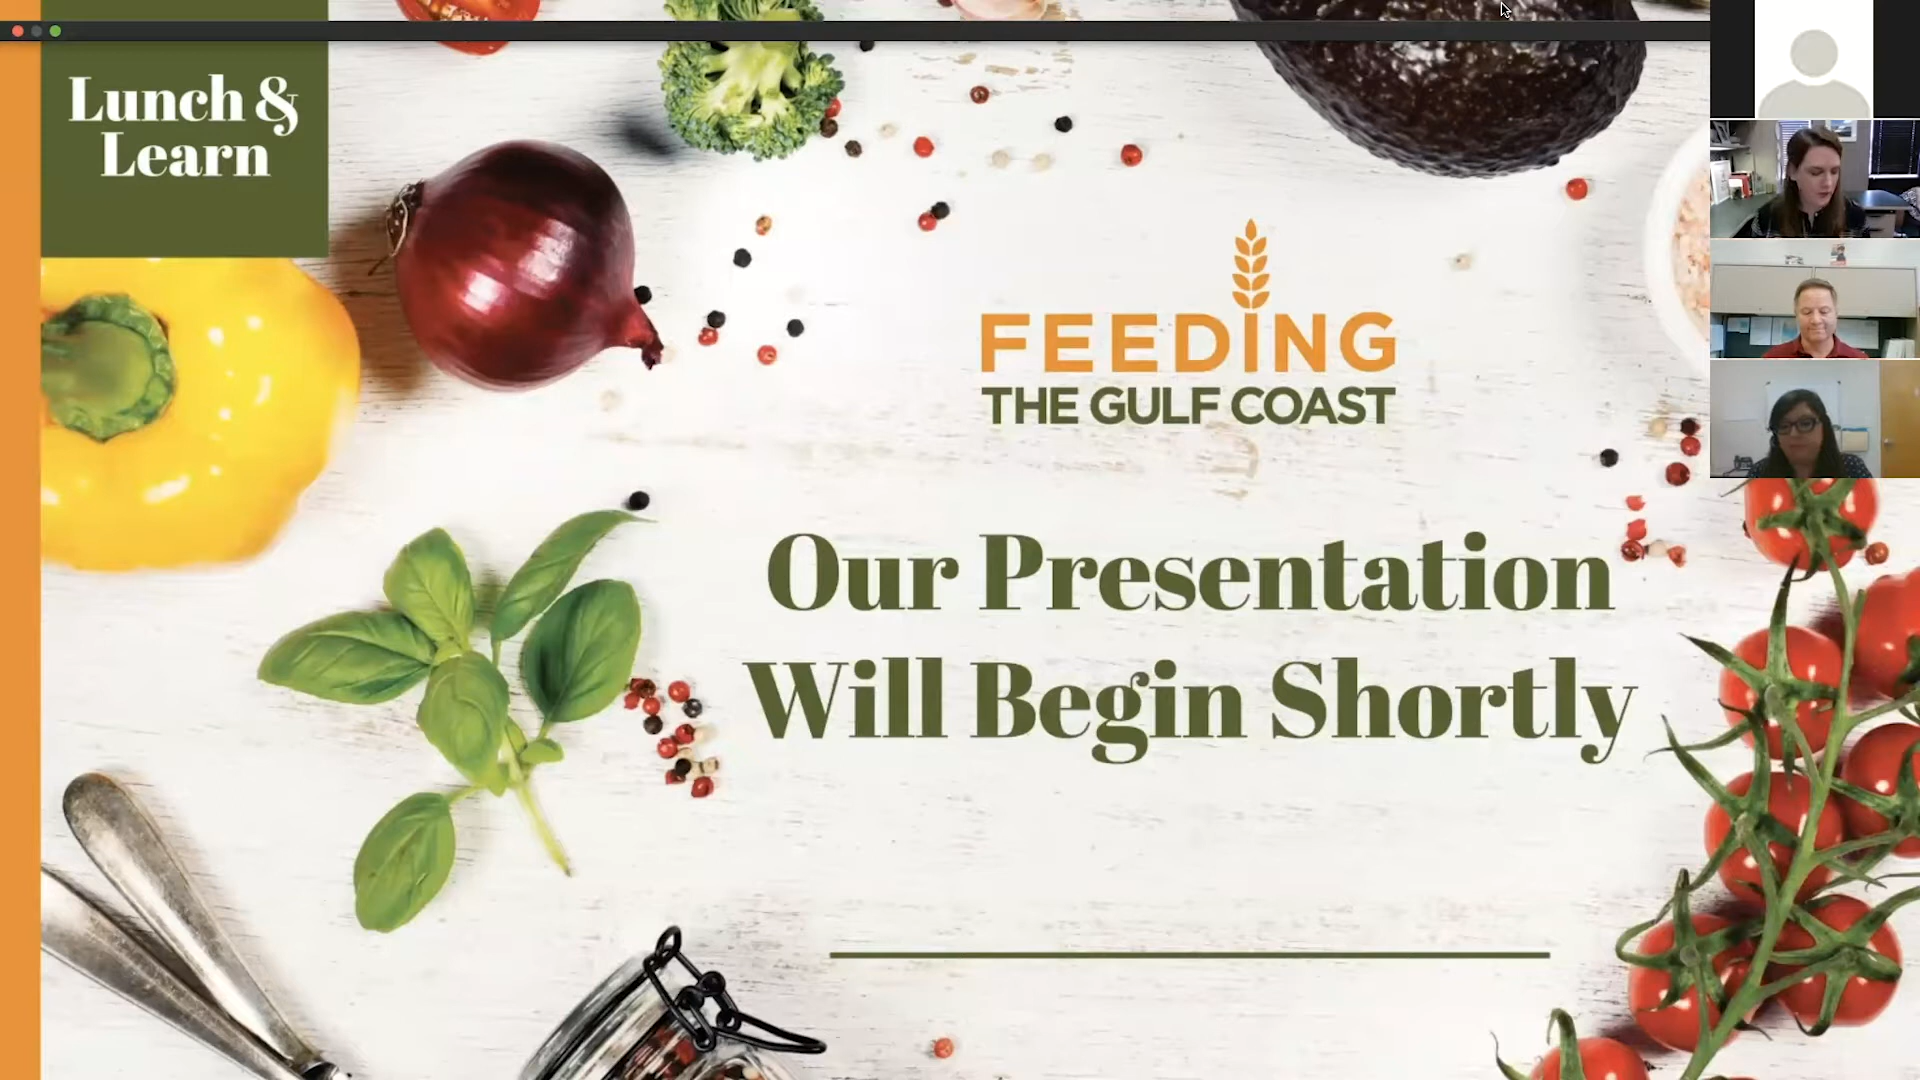 Lunch &
Learn
FEEDING
THE GULF COAST
Our Presentation
Will Begin Shortly